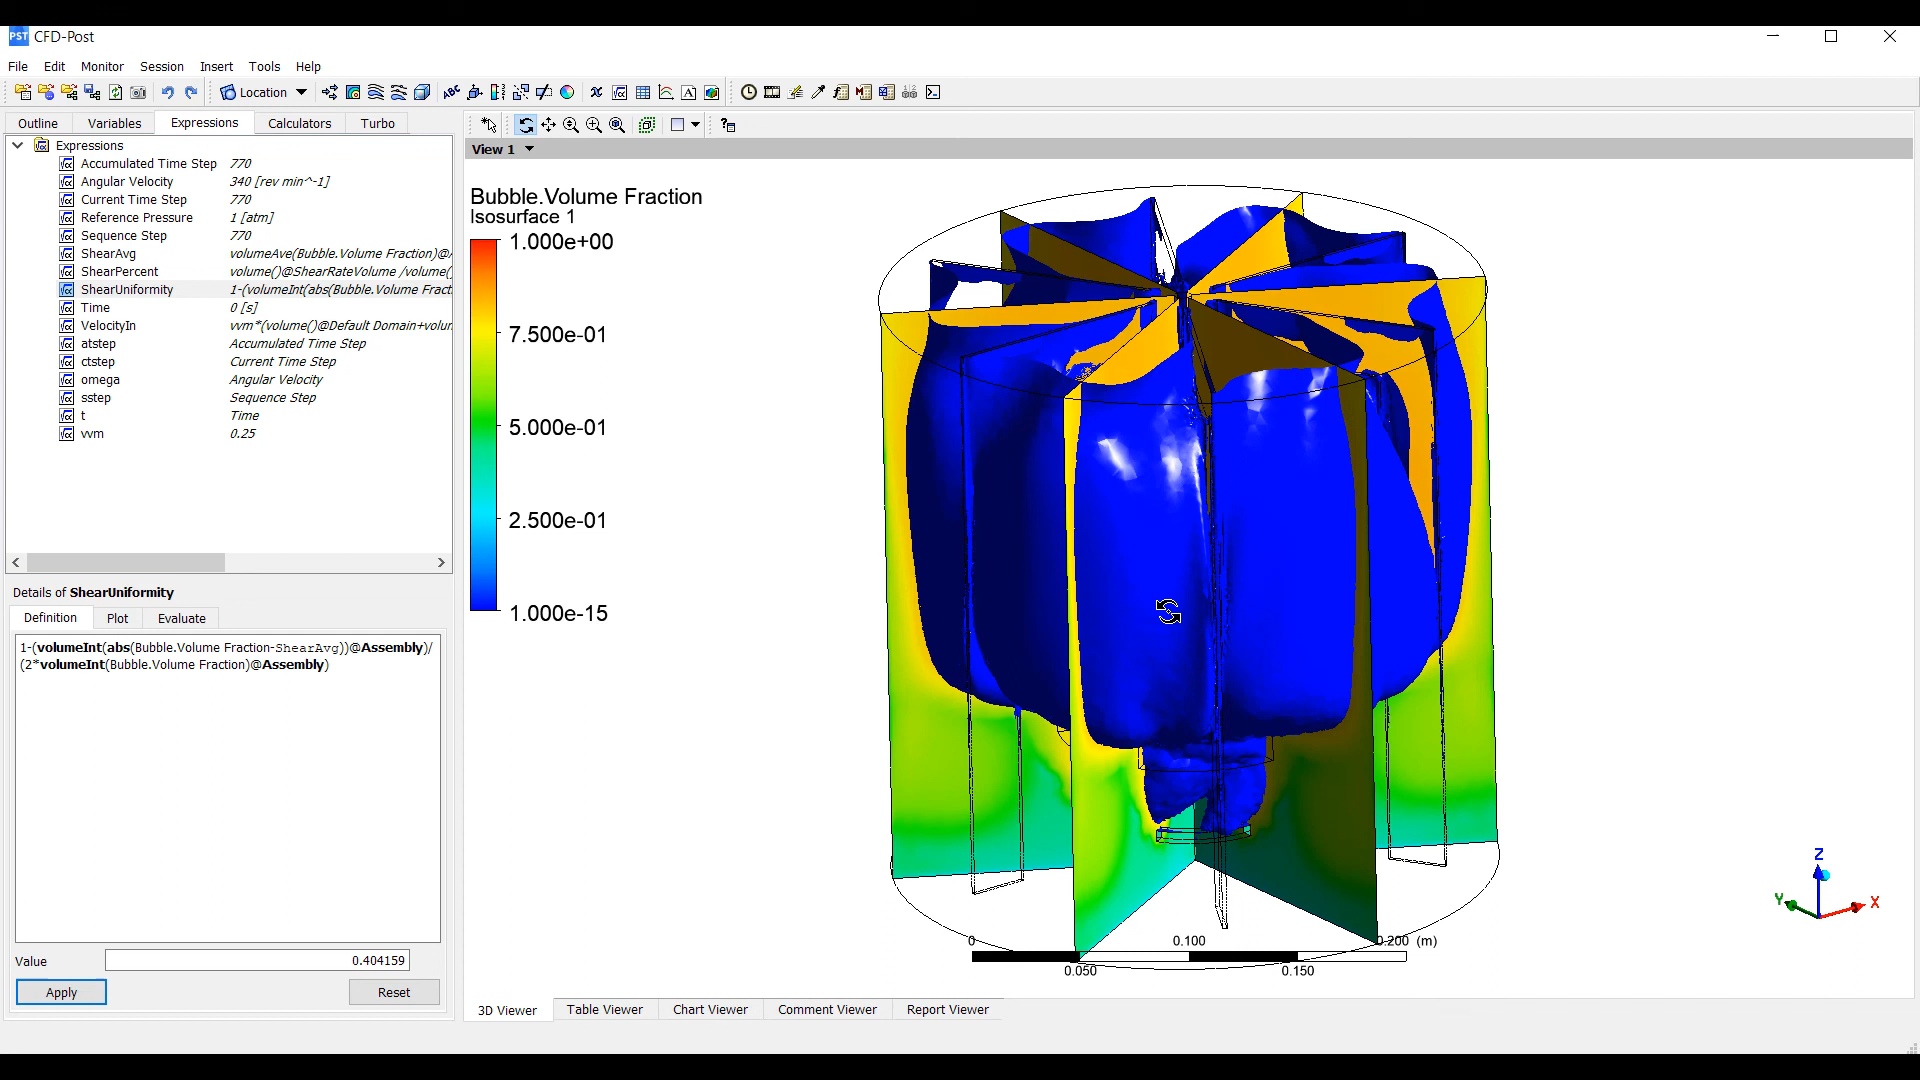 PST CFD-Post
File Edit Monitor Session Insert Tools Help
Location
Outline Variables Expressions Calculators Turbo
Expressions
Accumulated Time Step 770
Angular Velocity 340 [rev min^-1]
Current Time Step 770
Reference Pressure 1 [atm]
Sequence Step 770
ShearAvg volumeAve(Bubble.Volume Fraction)@
ShearPercent volume()@ShearRateVolume /volume(
ShearUniformity 1-(volumeInt(abs(Bubble.Volume Fract
Time 0 [s]
VelocityIn vvm*(volume()@Default Domain+volur
atstep Accumulated Time Step
ctstep Current Time Step
omega Angular Velocity
sstep Sequence Step
t Time
vvm 0.25
Details of ShearUniformity
Definition Plot Evaluate
1-(volumeInt(abs(Bubble.Volume Fraction-ShearAvg))@Assembly)/
(2*volumeInt(Bubble.Volume Fraction)@Assembly)
Value 0.404159
Apply Reset
View 1
Bubble.Volume Fraction
Isosurface 1
1.000e+00
7.500e-01
5.000e-01
2.500e-01
1.000e-15
0 0.100 0.200 (m)
0.050 0.150
Z
Y X
3D Viewer Table Viewer Chart Viewer Comment Viewer Report Viewer